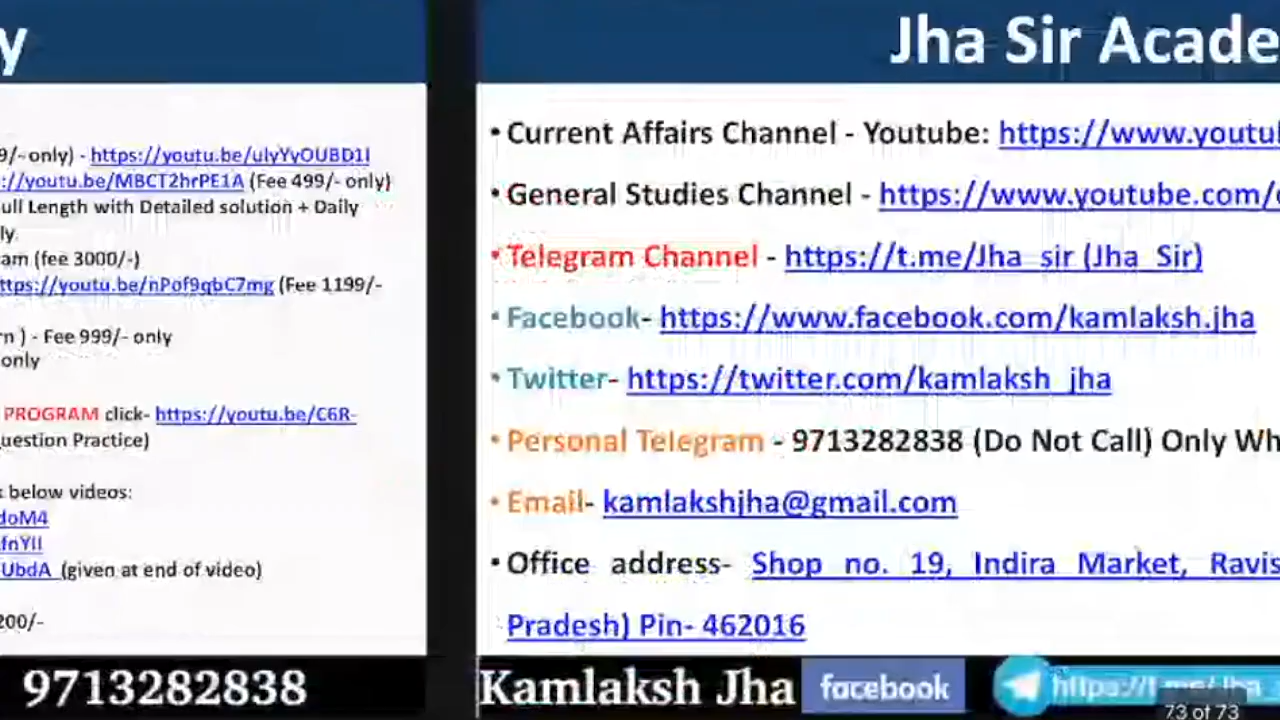 y
9/- only) - https://youtu.be/ulyYyOUBD1I
://youtu.be/MBCT2hrPE1A (Fee 499/- only)
ull Length with Detailed solution + Daily
ly.
am (fee 3000/-)
ttps://youtu.be/nPof9qbC7mg (Fee 1199/-
rn ) - Fee 999/- only
only
PROGRAM click- https://youtu.be/C6R-
uestion Practice)
below videos:
doM4
fnYII
UbdA (given at end of video)
200/-
9713282838
Jha Sir Acade
• Current Affairs Channel - Youtube: https://www.youtu
• General Studies Channel - https://www.youtube.com/
• Telegram Channel - https://t.me/Jha_sir (Jha_Sir)
• Facebook- https://www.facebook.com/kamlaksh.jha
• Twitter- https://twitter.com/kamlaksh_jha
• Personal Telegram - 9713282838 (Do Not Call) Only Wh
• Email- kamlakshjha@gmail.com
• Office address- Shop no. 19, Indira Market, Ravis
Pradesh) Pin- 462016
Kamlaksh Jha facebook https://t.me/Jha
73 of 73